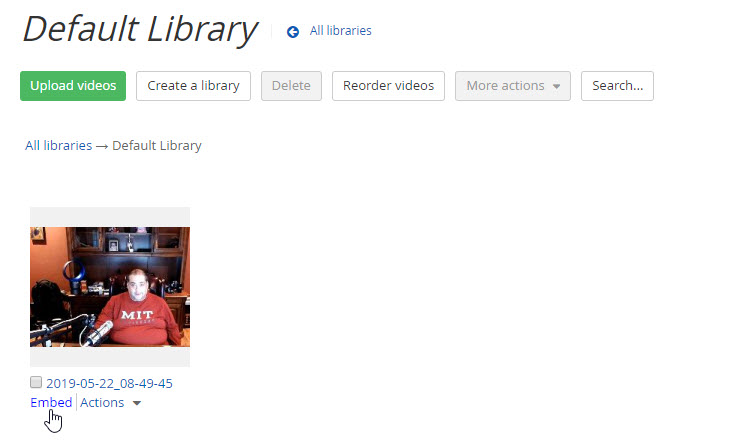 Default Library
All libraries
Upload videos
Create a library
Delete
Reorder videos
More actions
Search...
All libraries → Default Library
MIT
2019-05-22_08-49-45
Embed
Actions